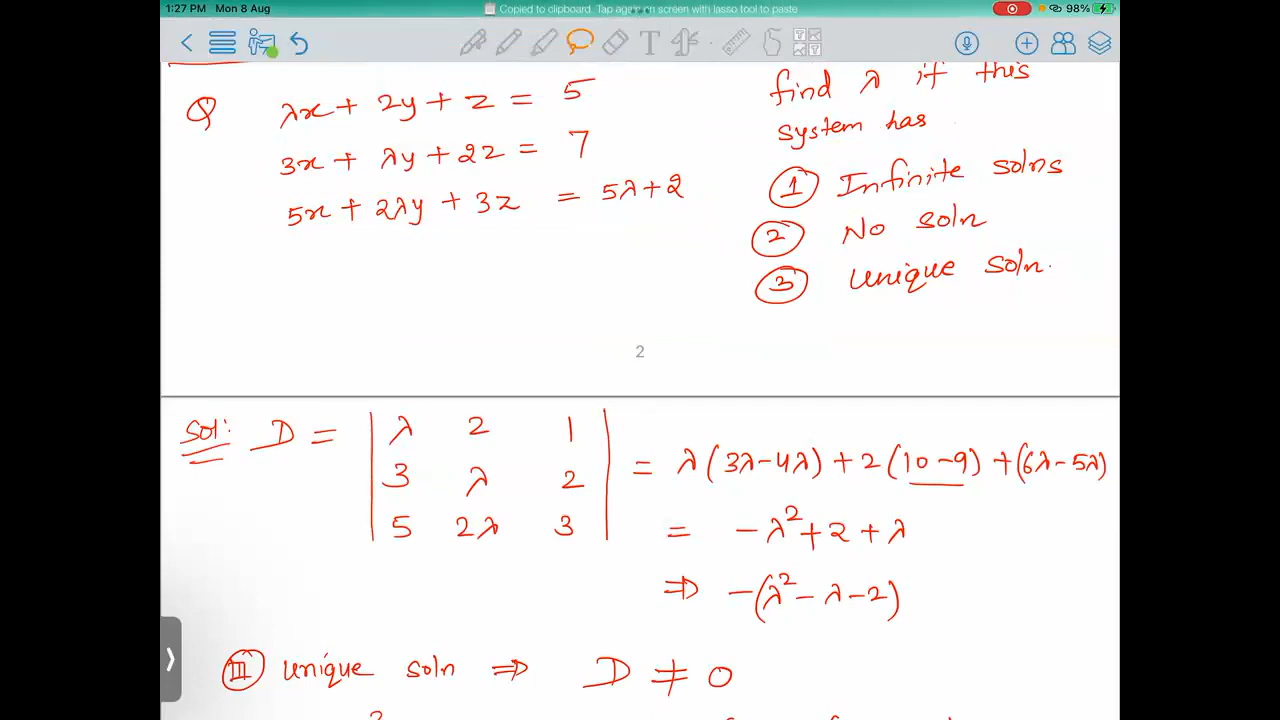 1:27 PM Mon 8 Aug
Copied to clipboard. Tap again on screen with lasso tool to paste
98%
Q λx + 2y + z = 5
3x + λy + 2z = 7
5x + 2λy + 3z = 5λ+2
find λ if this
system has
① Infinite solns
② No soln
③ unique soln.
2
Sol: D = | λ 2 1 |
| 3 λ 2 |
| 5 2λ 3 |
= λ(3λ-4λ) + 2(10-9) + (6λ-5λ)
= -λ² + 2 + λ
⇒ -(λ² - λ - 2)
III unique soln ⇒ D ≠ 0